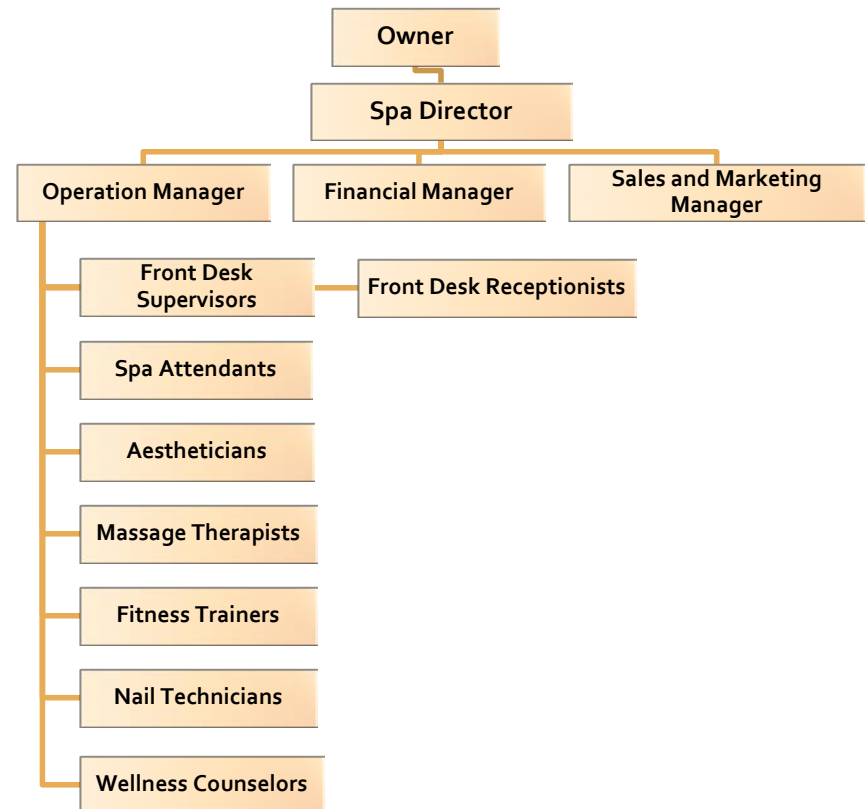 Owner
Spa Director
Operation Manager
Financial Manager
Sales and Marketing
Manager
Front Desk
Supervisors
Front Desk Receptionists
Spa Attendants
Aestheticians
Massage Therapists
Fitness Trainers
Nail Technicians
Wellness Counselors